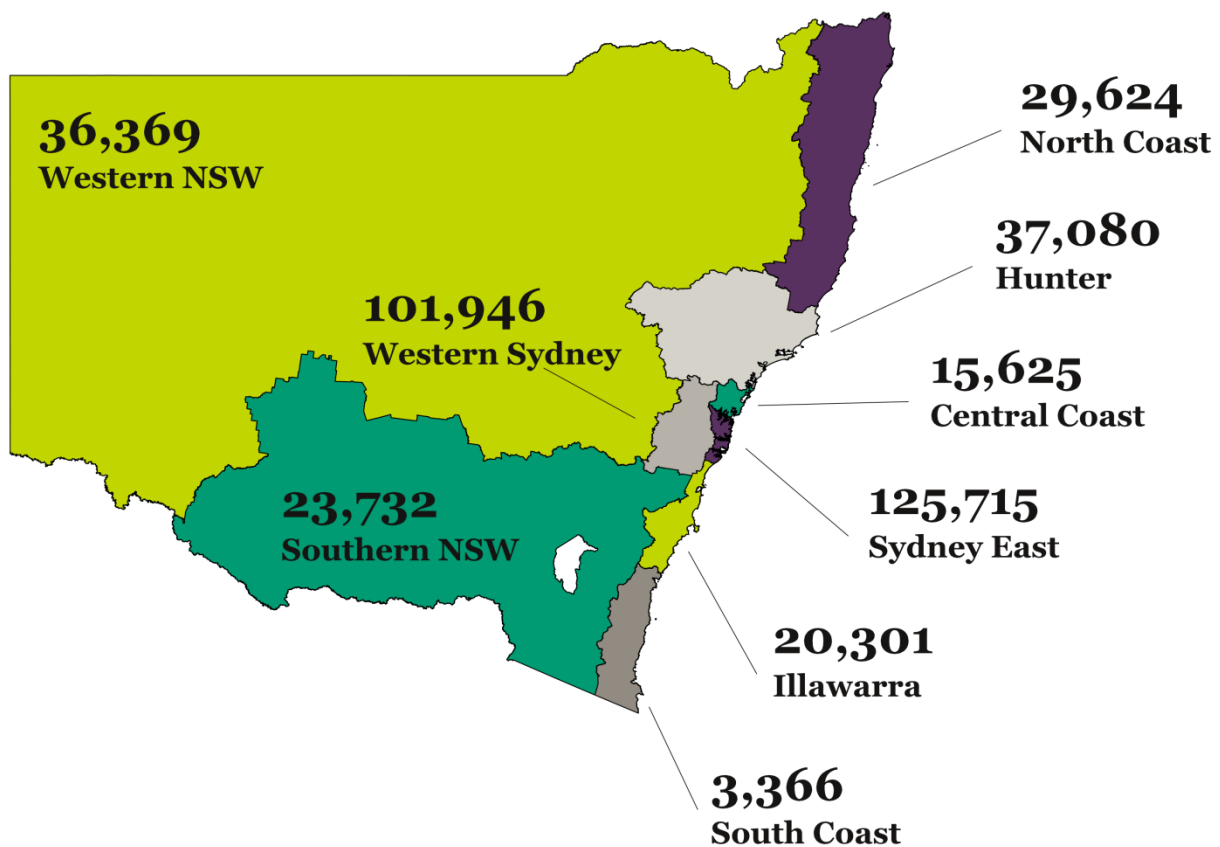 36,369
Western NSW
29,624
North Coast
37,080
Hunter
101,946
Western Sydney
15,625
Central Coast
23,732
Southern NSW
125,715
Sydney East
20,301
Illawarra
3,366
South Coast